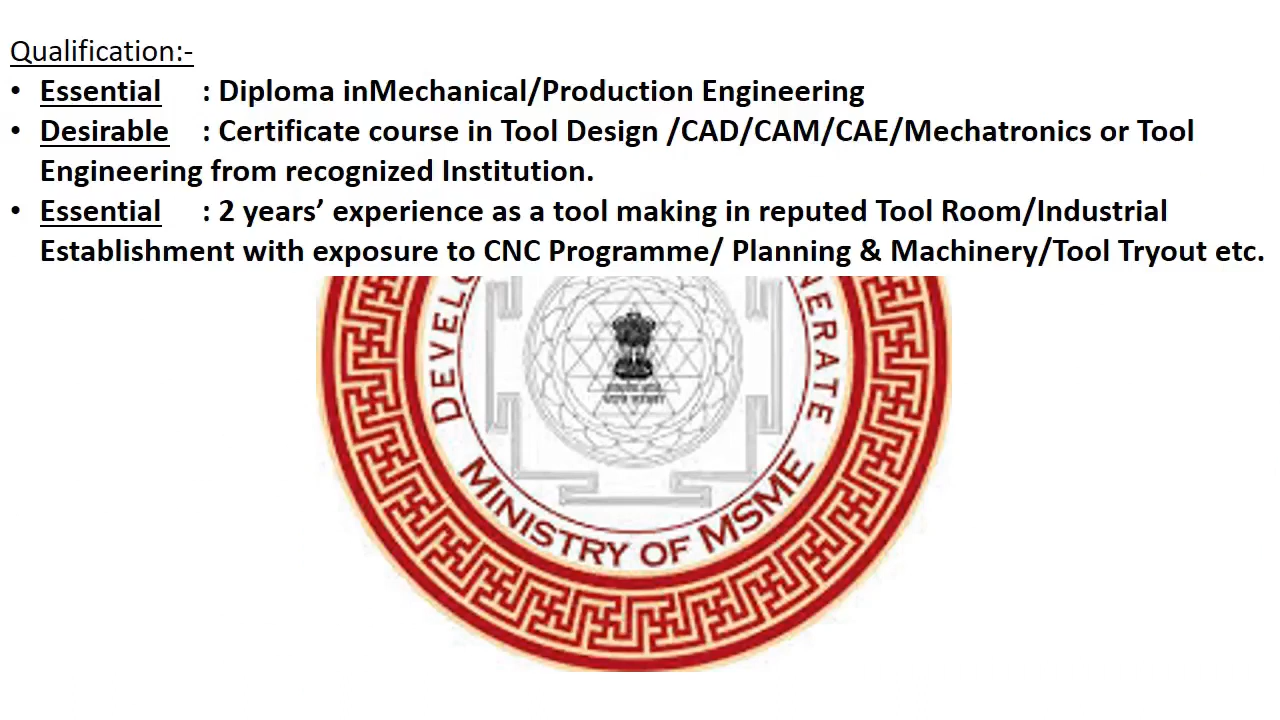 Qualification:-
• Essential : Diploma inMechanical/Production Engineering
• Desirable : Certificate course in Tool Design /CAD/CAM/CAE/Mechatronics or Tool
Engineering from recognized Institution.
• Essential : 2 years’ experience as a tool making in reputed Tool Room/Industrial
Establishment with exposure to CNC Programme/ Planning & Machinery/Tool Tryout etc.
MINISTRY OF MSME